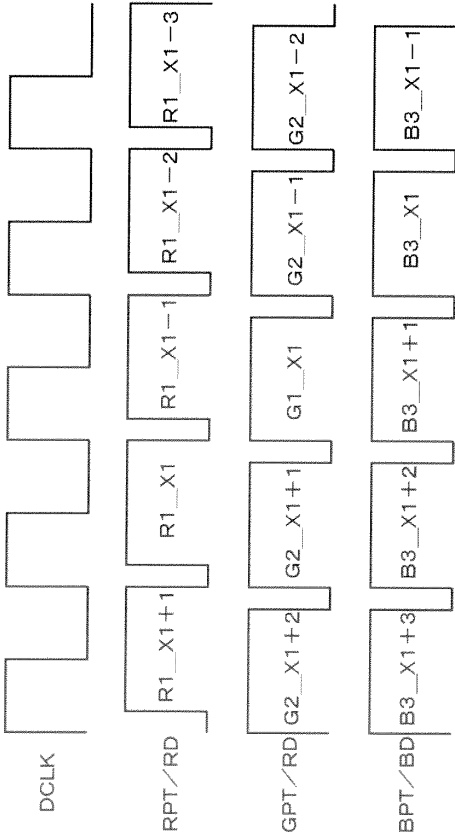 DCLK
RPT/RD R1_X1+1 R1_X1 R1_X1-1 R1_X1-2 R1_X1-3
GPT/RD G2_X1+2 G2_X1+1 G1_X1 G2_X1-1 G2_X1-2
BPT/BD B3_X1+3 B3_X1+2 B3_X1+1 B3_X1 B3_X1-1